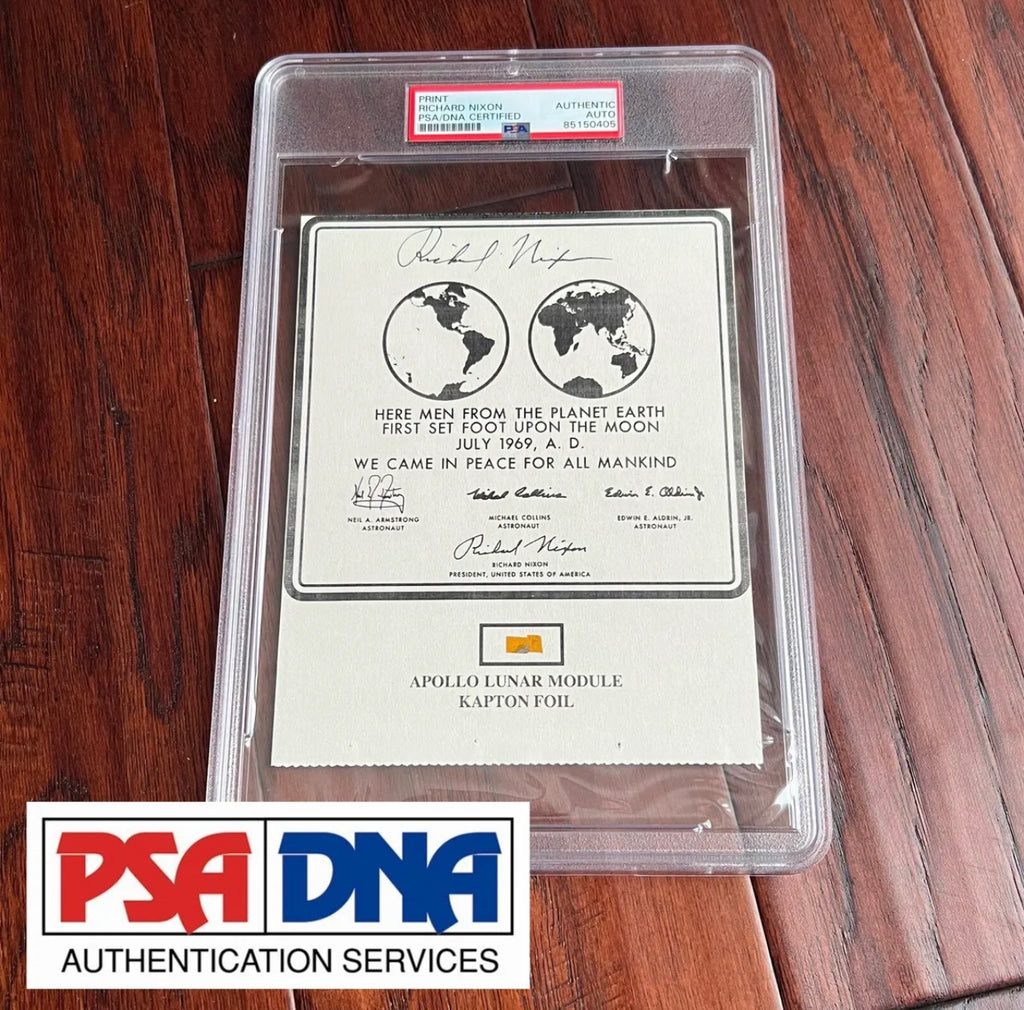 PRINT
RICHARD NIXON
PSA/DNA CERTIFIED
AUTHENTIC
AUTO
85150405
PSA
Richard Nixon
HERE MEN FROM THE PLANET EARTH
FIRST SET FOOT UPON THE MOON
JULY 1969, A. D.
WE CAME IN PEACE FOR ALL MANKIND
Neil A. Armstrong
Michael Collins
Edwin E. Aldrin Jr
NEIL A. ARMSTRONG
ASTRONAUT
MICHAEL COLLINS
ASTRONAUT
EDWIN E. ALDRIN, JR.
ASTRONAUT
Richard Nixon
RICHARD NIXON
PRESIDENT, UNITED STATES OF AMERICA
APOLLO LUNAR MODULE
KAPTON FOIL
PSA DNA
AUTHENTICATION SERVICES